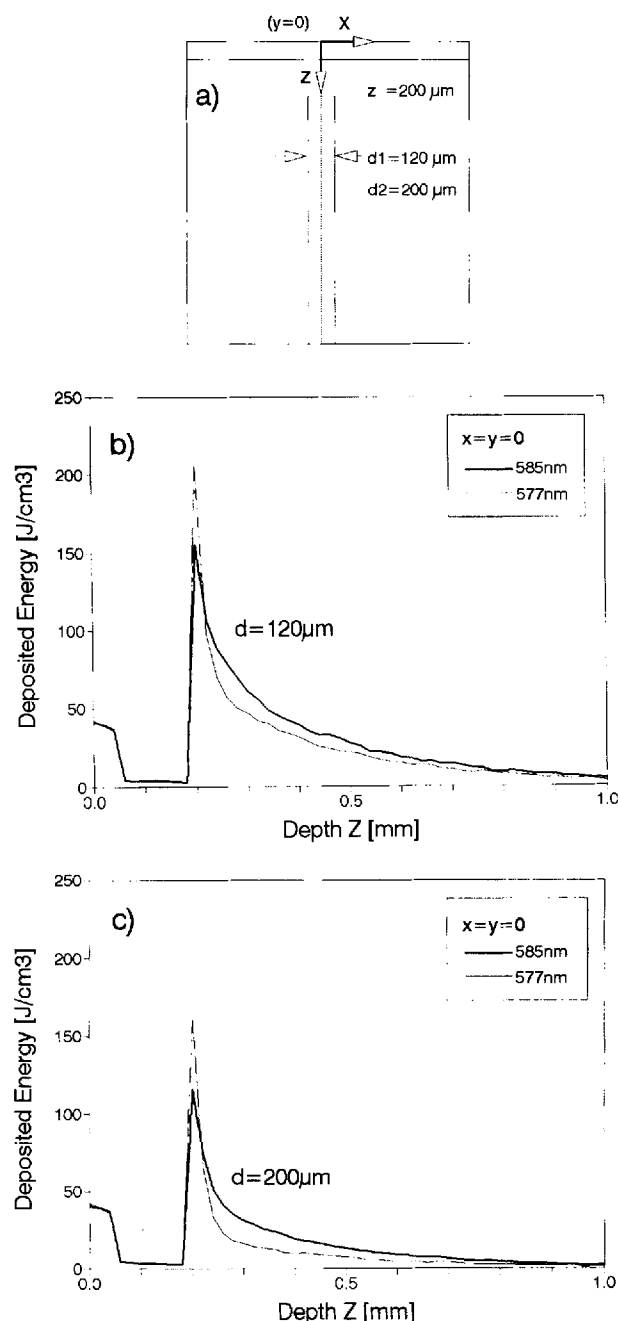 (y=0) X
Z
a)
z =200 µm
d1=120 µm
d2=200 µm
250
b)
x=y=0
585nm
577nm
200
150
d=120µm
100
50
0
0.0 0.5 1.0
Deposited Energy [J/cm3]
Depth Z [mm]
250
c)
x=y=0
585nm
577nm
200
150
100
d=200µm
50
0
0.0 0.5 1.0
Deposited Energy [J/cm3]
Depth Z [mm]